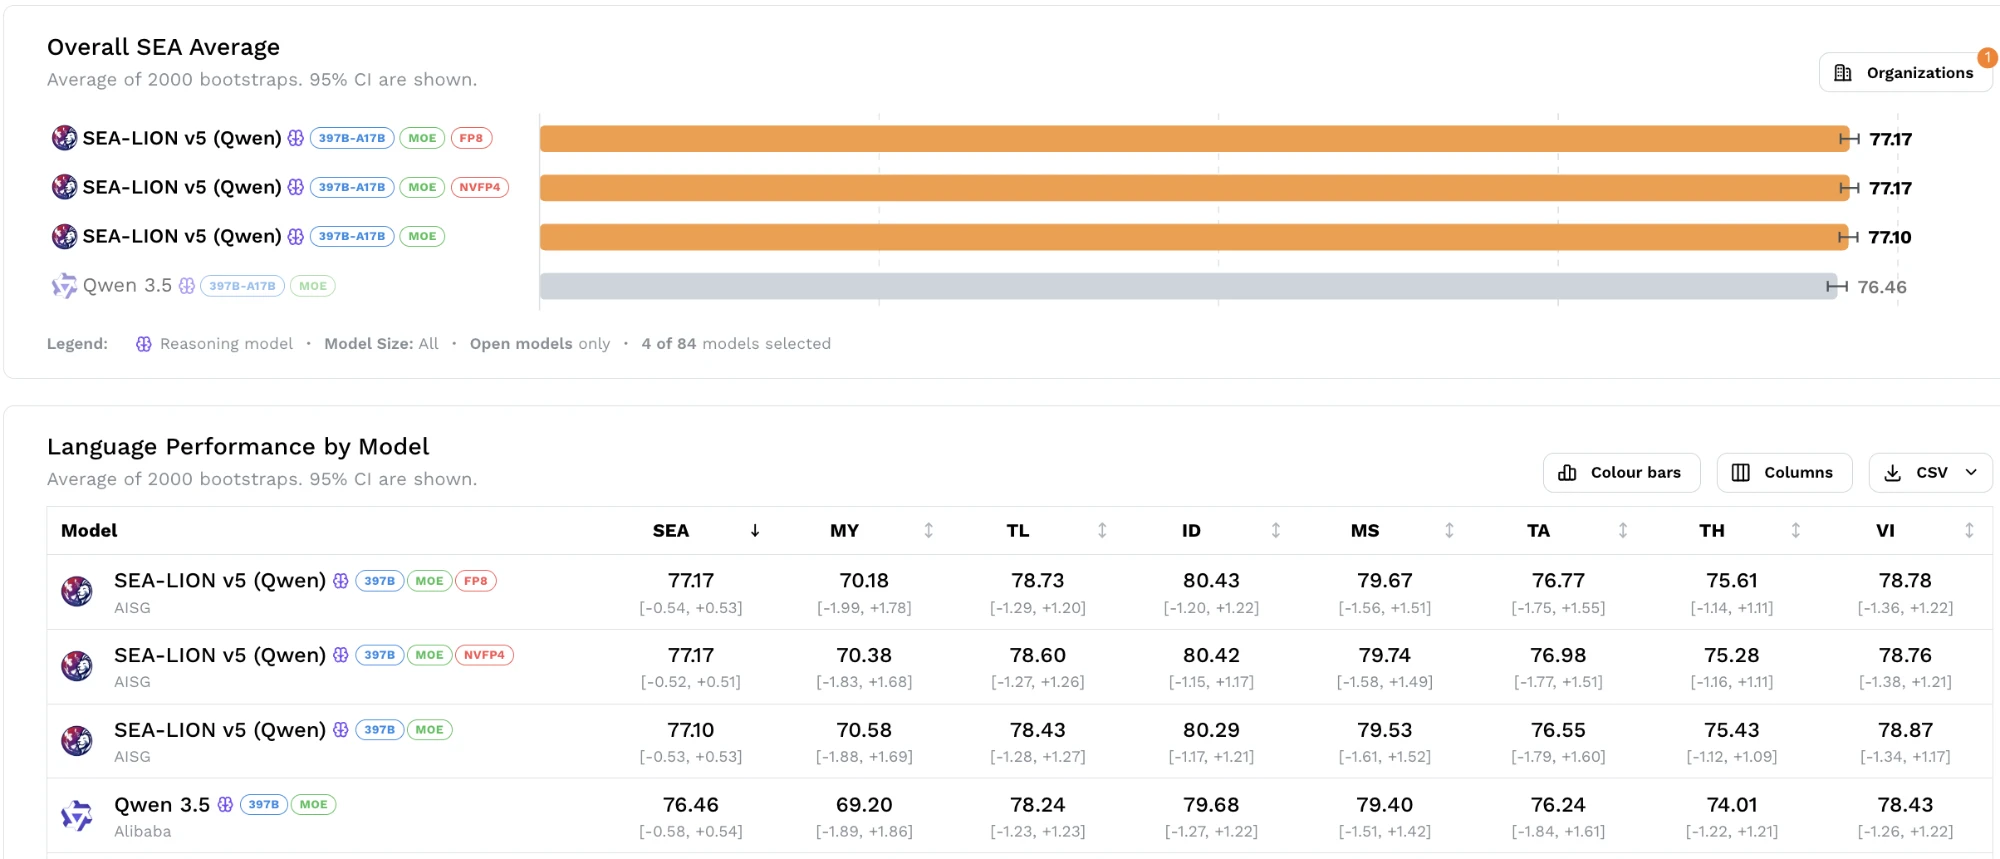 Overall SEA Average
Average of 2000 bootstraps. 95% CI are shown.
Organizations 1
SEA-LION v5 (Qwen) 397B-A17B MOE FP8 77.17
SEA-LION v5 (Qwen) 397B-A17B MOE NVFP4 77.17
SEA-LION v5 (Qwen) 397B-A17B MOE 77.10
Qwen 3.5 397B-A17B MOE 76.46
Legend: Reasoning model • Model Size: All • Open models only • 4 of 84 models selected
Language Performance by Model
Average of 2000 bootstraps. 95% CI are shown.
Colour bars Columns CSV
Model SEA MY TL ID MS TA TH VI
SEA-LION v5 (Qwen) 397B MOE FP8 77.17 70.18 78.73 80.43 79.67 76.77 75.61 78.78
AISG [-0.54, +0.53] [-1.99, +1.78] [-1.29, +1.20] [-1.20, +1.22] [-1.56, +1.51] [-1.75, +1.55] [-1.14, +1.11] [-1.36, +1.22]
SEA-LION v5 (Qwen) 397B MOE NVFP4 77.17 70.38 78.60 80.42 79.74 76.98 75.28 78.76
AISG [-0.52, +0.51] [-1.83, +1.68] [-1.27, +1.26] [-1.15, +1.17] [-1.58, +1.49] [-1.77, +1.51] [-1.16, +1.11] [-1.38, +1.21]
SEA-LION v5 (Qwen) 397B MOE 77.10 70.58 78.43 80.29 79.53 76.55 75.43 78.87
AISG [-0.53, +0.53] [-1.88, +1.69] [-1.28, +1.27] [-1.17, +1.21] [-1.61, +1.52] [-1.79, +1.60] [-1.12, +1.09] [-1.34, +1.17]
Qwen 3.5 397B MOE 76.46 69.20 78.24 79.68 79.40 76.24 74.01 78.43
Alibaba [-0.58, +0.54] [-1.89, +1.86] [-1.23, +1.23] [-1.27, +1.22] [-1.51, +1.42] [-1.84, +1.61] [-1.22, +1.21] [-1.26, +1.22]